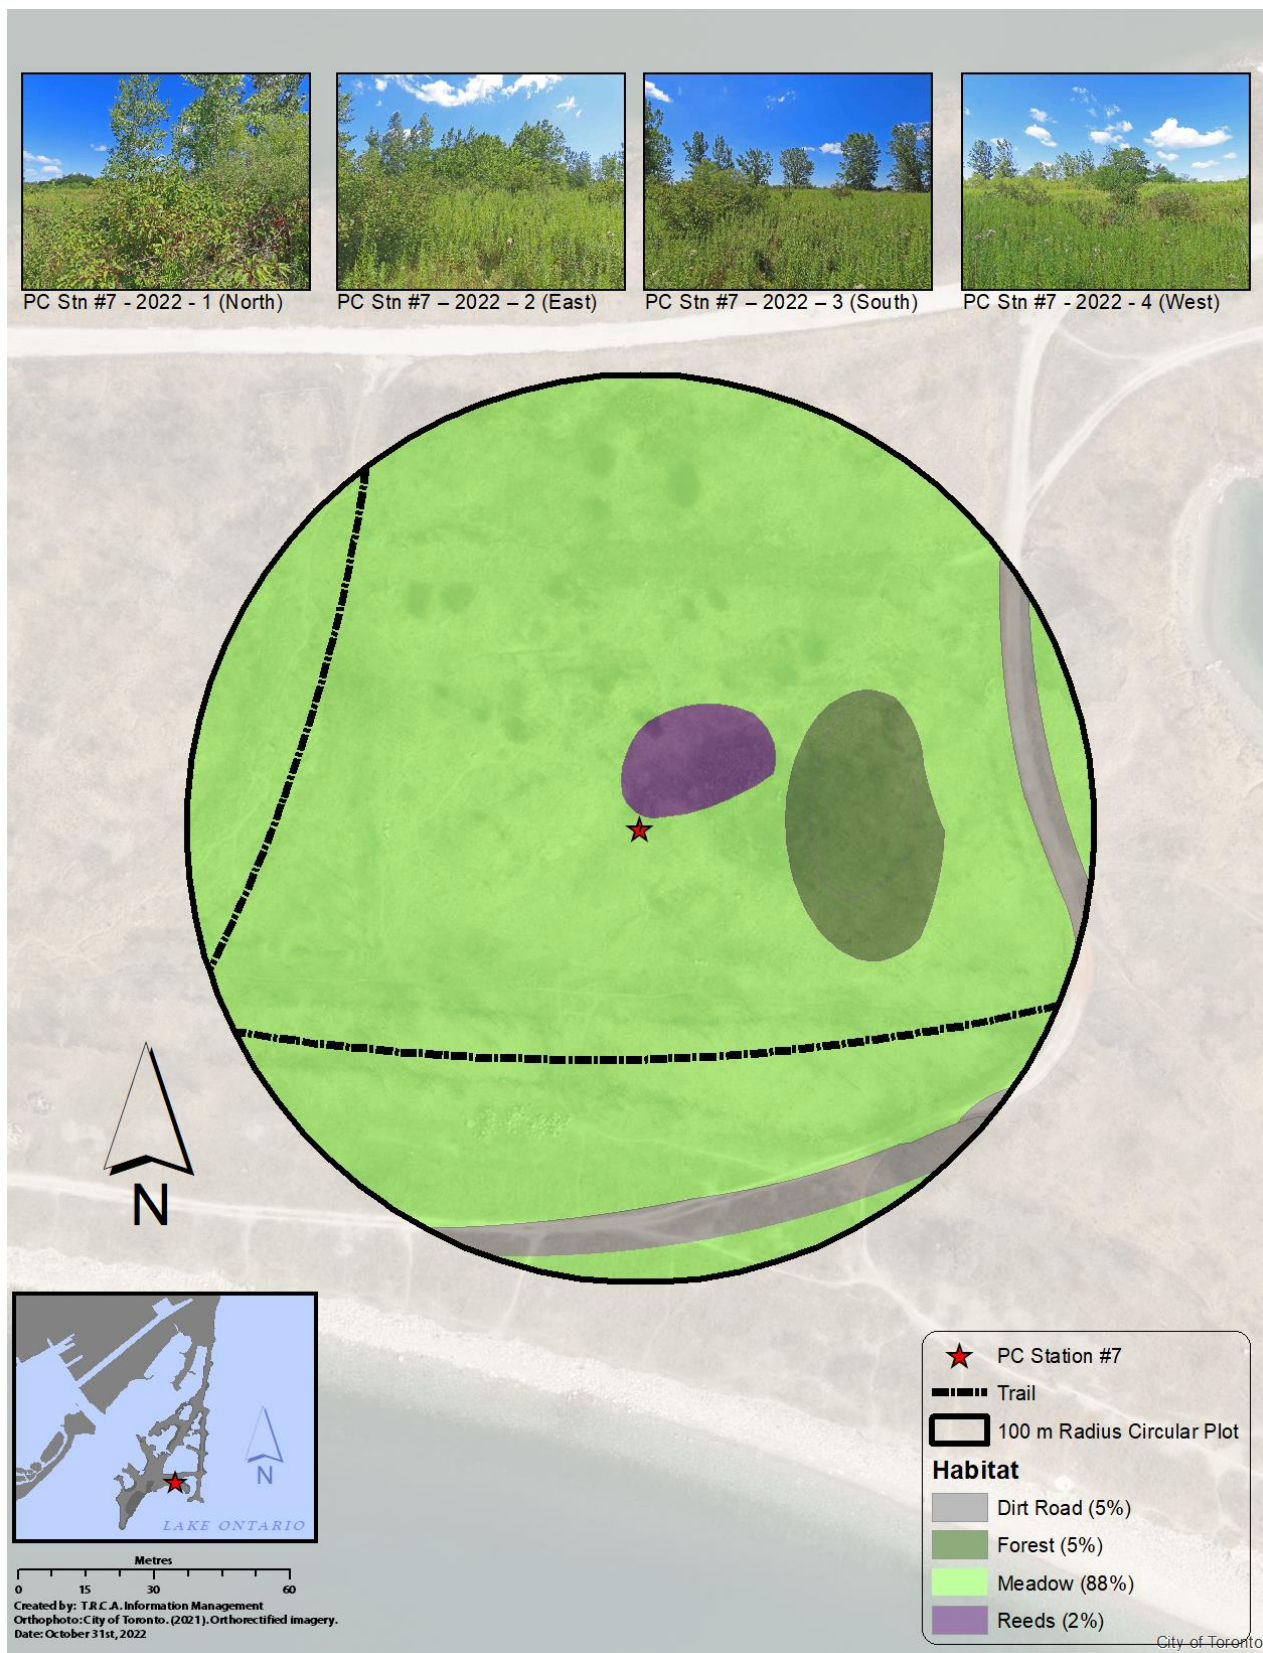 PC Stn #7 - 2022 - 1 (North)
PC Stn #7 – 2022 – 2 (East)
PC Stn #7 – 2022 – 3 (South)
PC Stn #7 - 2022 - 4 (West)
N
N
LAKE ONTARIO
Metres
0 15 30 60
Created by: T.R.C.A. Information Management
Orthophoto: City of Toronto. (2021). Orthorectified imagery.
Date: October 31st, 2022
PC Station #7
Trail
100 m Radius Circular Plot
Habitat
Dirt Road (5%)
Forest (5%)
Meadow (88%)
Reeds (2%)
City of Toronto